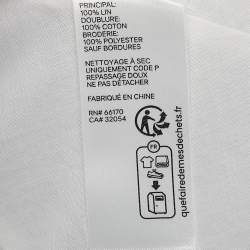 PRINCIPAL:
100% LIN
DOUBLURE:
100% COTON
BRODERIE:
100% POLYESTER
SAUF BORDURES
NETTOYAGE À SEC
UNIQUEMENT CODE P
REPASSAGE DOUX
NE PAS DÉTACHER
FABRIQUÉ EN CHINE
RN# 66170
CA# 32054
FR
quefairedemesdechets.fr